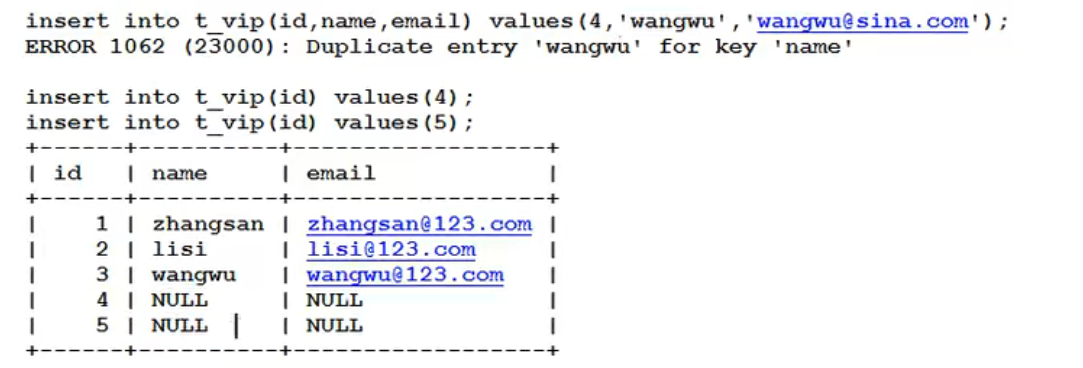 insert into t_vip(id,name,email) values(4,'wangwu','wangwu@sina.com');
ERROR 1062 (23000): Duplicate entry 'wangwu' for key 'name'
insert into t_vip(id) values(4);
insert into t_vip(id) values(5);
+------+----------+------------------+
| id   | name     | email            |
+------+----------+------------------+
|    1 | zhangsan | zhangsan@123.com |
|    2 | lisi     | lisi@123.com     |
|    3 | wangwu   | wangwu@123.com   |
|    4 | NULL     | NULL             |
|    5 | NULL     | NULL             |
+------+----------+------------------+